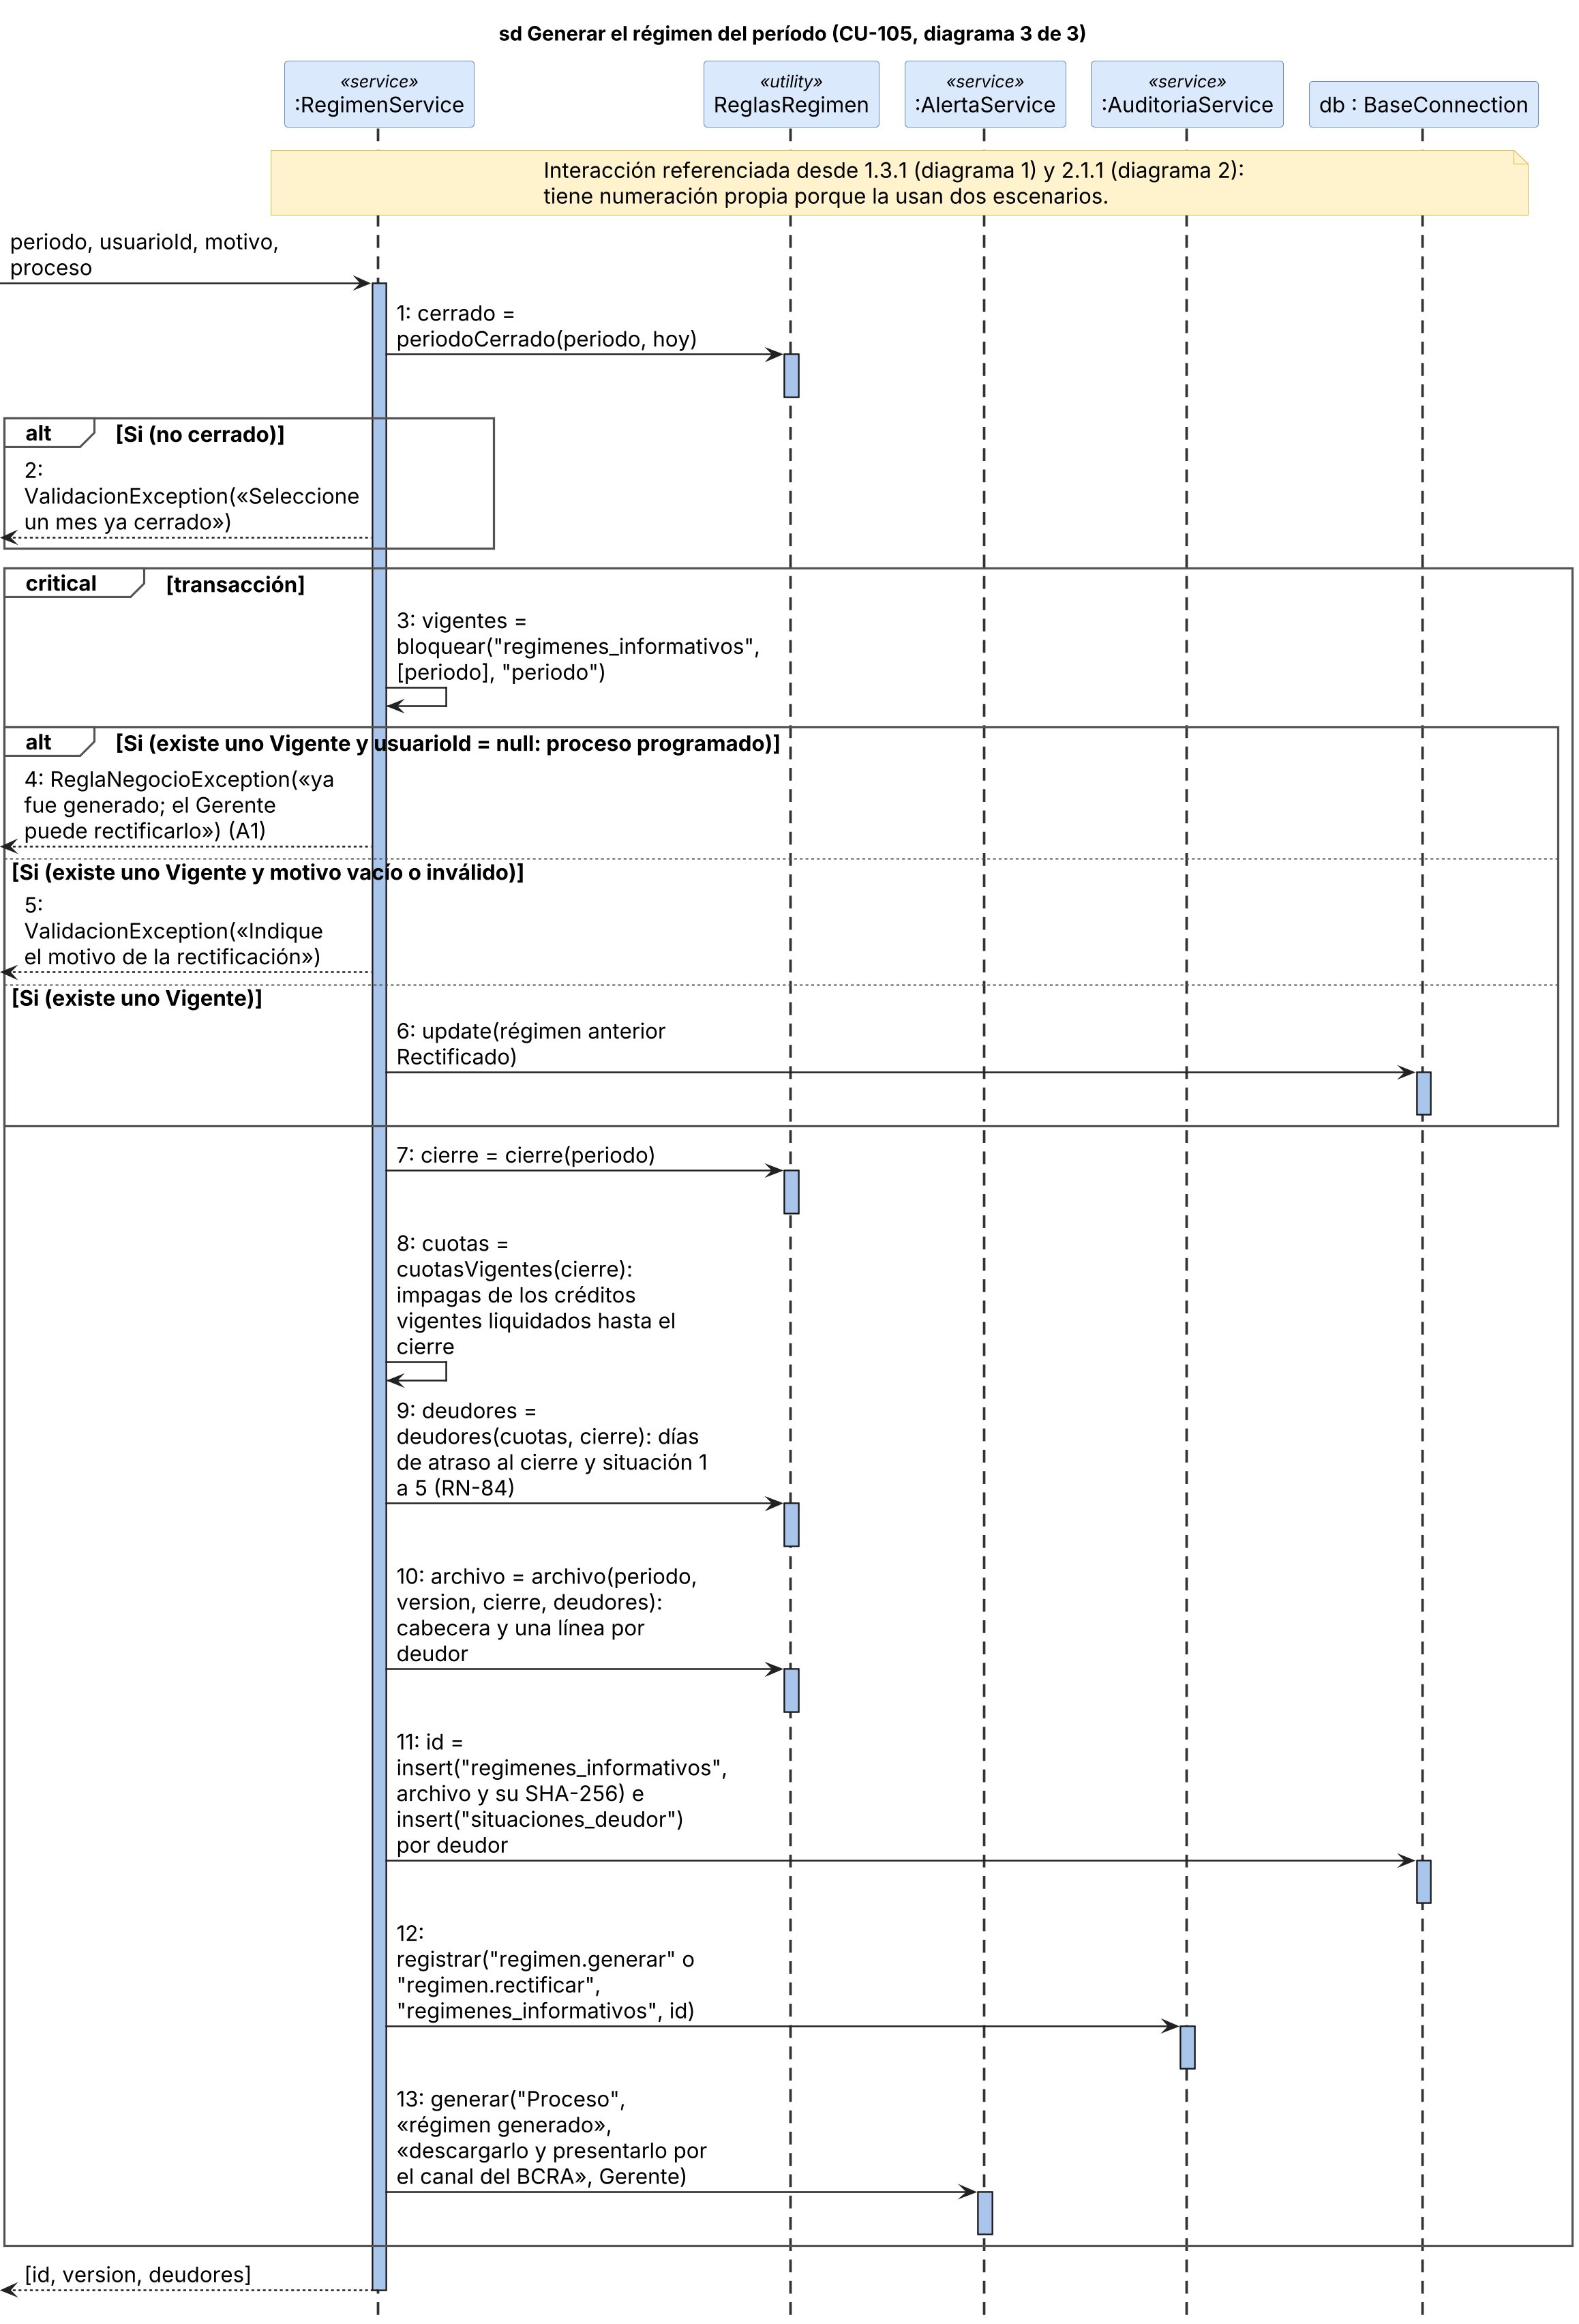 sd Generar el régimen del período (CU-105, diagrama 3 de 3)
«service»
:RegimenService
«utility»
ReglasRegimen
«service»
:AlertaService
«service»
:AuditoriaService
db : BaseConnection
Interacción referenciada desde 1.3.1 (diagrama 1) y 2.1.1 (diagrama 2):
tiene numeración propia porque la usan dos escenarios.
periodo, usuarioId, motivo,
proceso
1: cerrado =
periodoCerrado(periodo, hoy)
alt [Si (no cerrado)]
2:
ValidacionException(«Seleccione
un mes ya cerrado»)
critical [transacción]
3: vigentes =
bloquear("regimenes_informativos",
[periodo], "periodo")
alt [Si (existe uno Vigente y usuarioId = null: proceso programado)]
4: ReglaNegocioException(«ya
fue generado; el Gerente
puede rectificarlo») (A1)
[Si (existe uno Vigente y motivo vacío o inválido)]
5:
ValidacionException(«Indique
el motivo de la rectificación»)
[Si (existe uno Vigente)]
6: update(régimen anterior
Rectificado)
7: cierre = cierre(periodo)
8: cuotas =
cuotasVigentes(cierre):
impagas de los créditos
vigentes liquidados hasta el
cierre
9: deudores =
deudores(cuotas, cierre): días
de atraso al cierre y situación 1
a 5 (RN-84)
10: archivo = archivo(periodo,
version, cierre, deudores):
cabecera y una línea por
deudor
11: id =
insert("regimenes_informativos",
archivo y su SHA-256) e
insert("situaciones_deudor")
por deudor
12:
registrar("regimen.generar" o
"regimen.rectificar",
"regimenes_informativos", id)
13: generar("Proceso",
«régimen generado»,
«descargarlo y presentarlo por
el canal del BCRA», Gerente)
[id, version, deudores]